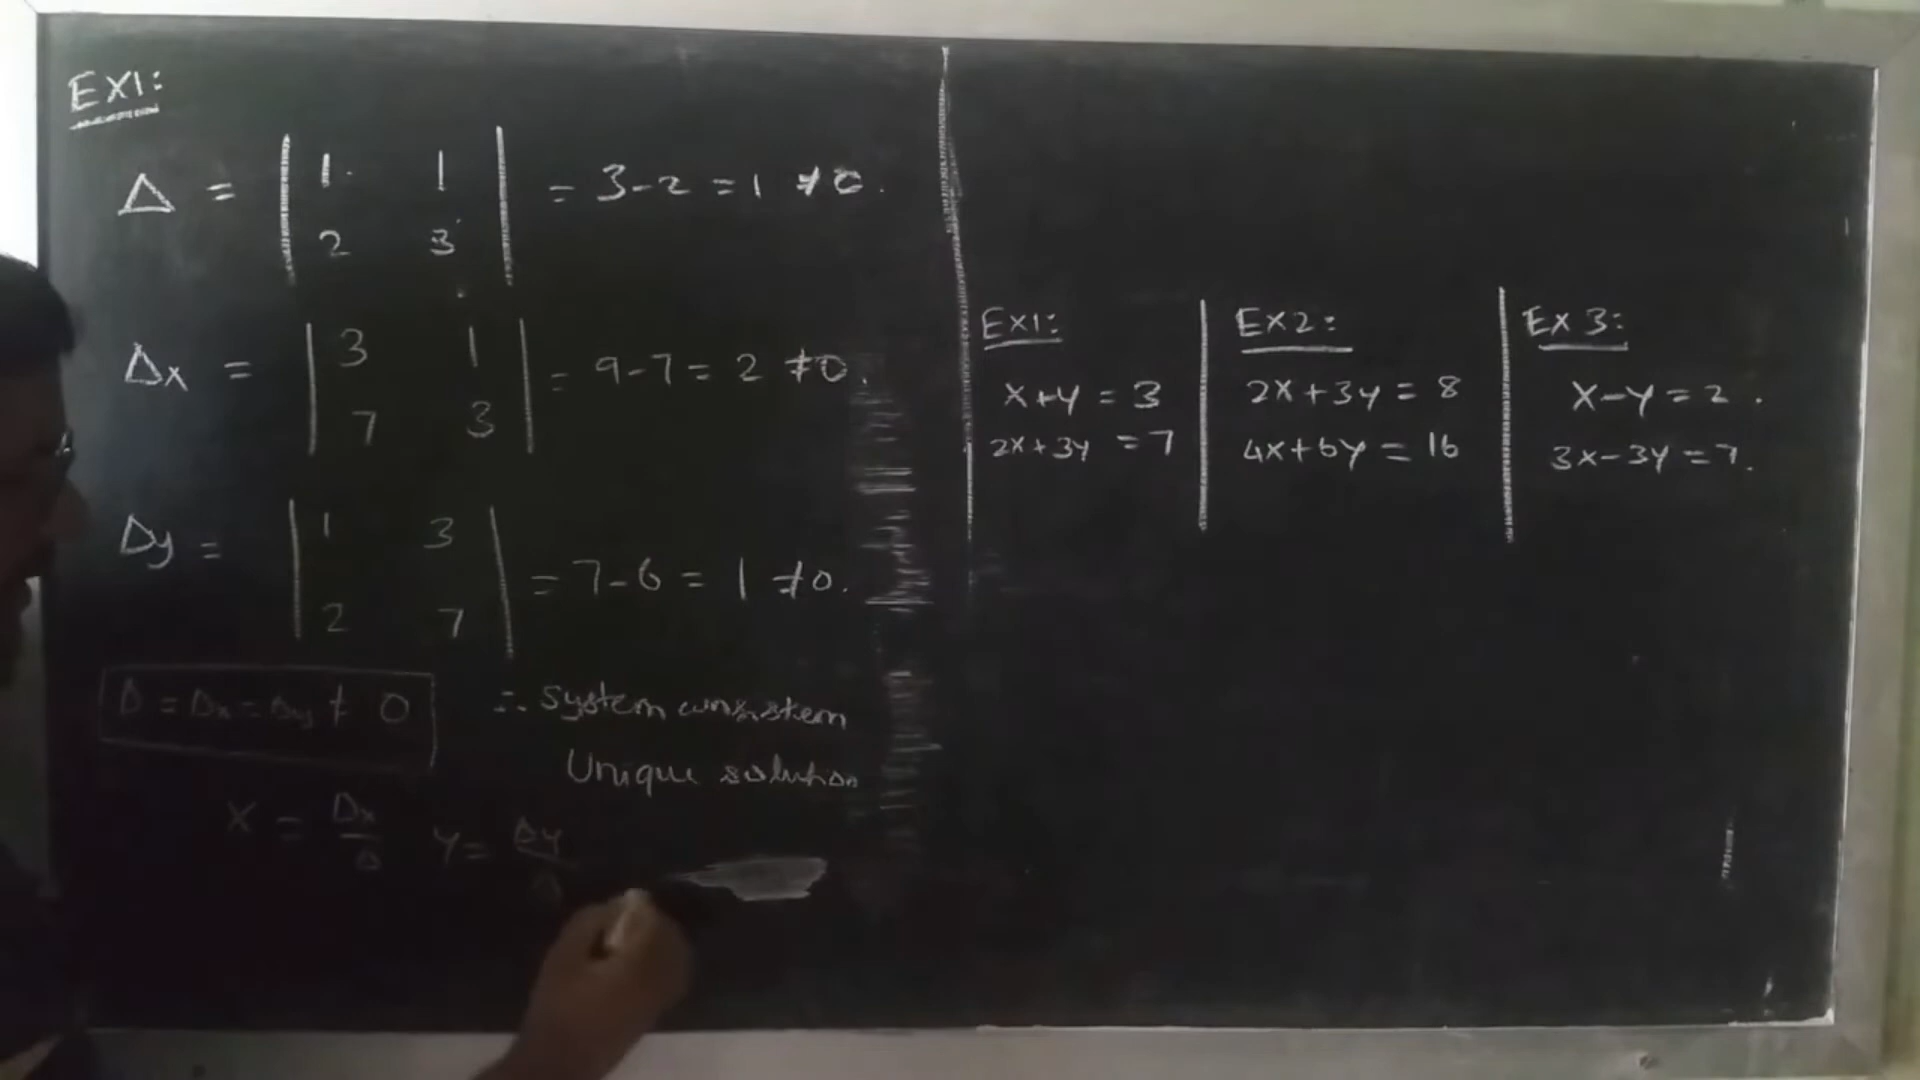 EX1:
Δ = | 1 1 | = 3-2 = 1 ≠0.
2 3
Δx = | 3 1 | = 9-7 = 2 ≠0.
7 3
Δy = | 1 3 | = 7-6 = 1 ≠0.
2 7
Δ = Δx = Δy ≠ 0
∴ system consistem
Unique solution
x = Δx/Δ y = Δy/Δ
EX1:
x+y = 3
2x+3y = 7
EX2:
2x+3y = 8
4x+6y = 16
EX 3:
x-y = 2.
3x-3y = 7.